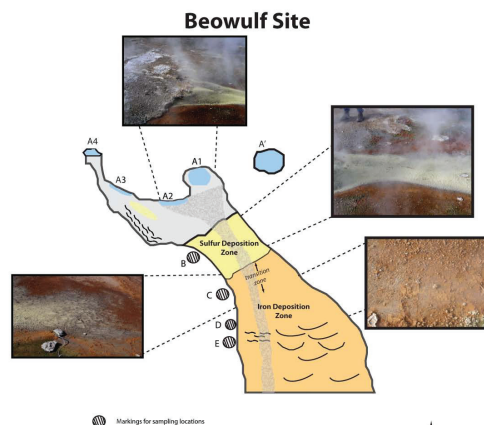 Beowulf Site
A4
A3
A2
A1
A'
Sulfur Deposition
Zone
B
Transition
zone
C
Iron Deposition
Zone
D
E
Markings for sampling locations